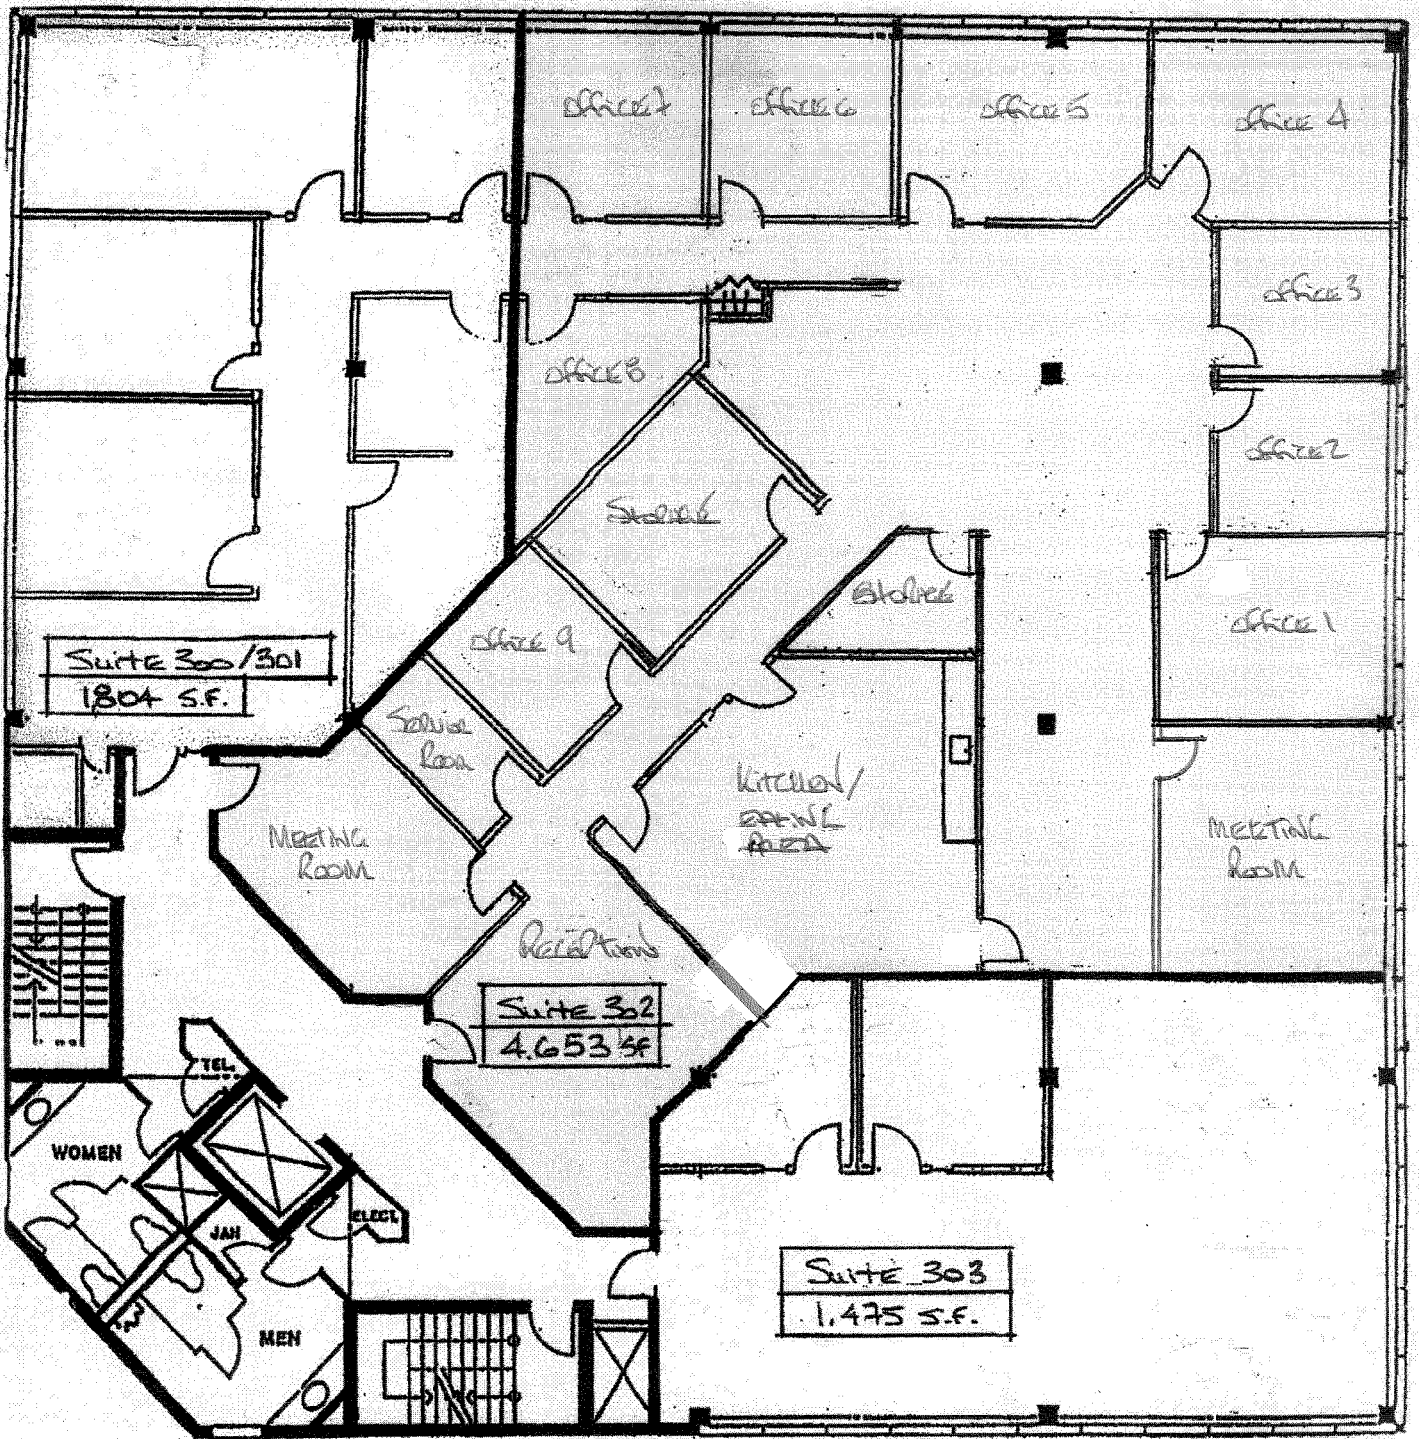 OFFICE 7
OFFICE 6
OFFICE 5
OFFICE 4
OFFICE 3
OFFICE 8
OFFICE 2
STORAGE
STORAGE
OFFICE 1
OFFICE 9
SUITE 300/301
1,804 S.F.
SERVER
ROOM
KITCHEN/
EATING
AREA
MEETING
ROOM
MEETING
ROOM
RECEPTION
SUITE 302
4,653 SF
TEL.
WOMEN
ELECT.
JAN
SUITE 303
1,475 S.F.
MEN